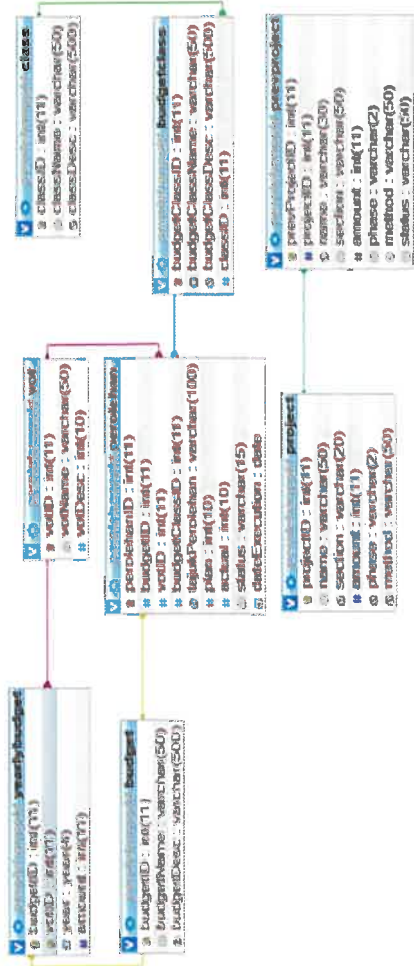 yearlybudget
budgetID : int(11)
votID : int(11)
year : year(4)
amount : int(11)
budget
budgetID : int(11)
budgetName : varchar(50)
budgetDesc : varchar(500)
vot
votID : int(11)
votName : varchar(50)
votDesc : int(10)
perolehan
perolehanID : int(11)
budgetID : int(11)
votID : int(11)
budgetClassID : int(11)
tajukPerolehan : varchar(100)
plan : int(10)
actual : int(10)
status : varchar(15)
dateExecution : date
project
projectID : int(11)
name : varchar(50)
section : varchar(20)
amount : int(11)
phase : varchar(2)
method : varchar(50)
class
classID : int(11)
className : varchar(50)
classDesc : varchar(500)
budgetclass
budgetClassID : int(11)
budgetClassName : varchar(50)
budgetClassDesc : varchar(500)
classID : int(11)
prevproject
prevProjectID : int(11)
projectID : int(11)
name : varchar(30)
section : varchar(50)
amount : int(11)
phase : varchar(2)
method : varchar(50)
status : varchar(50)